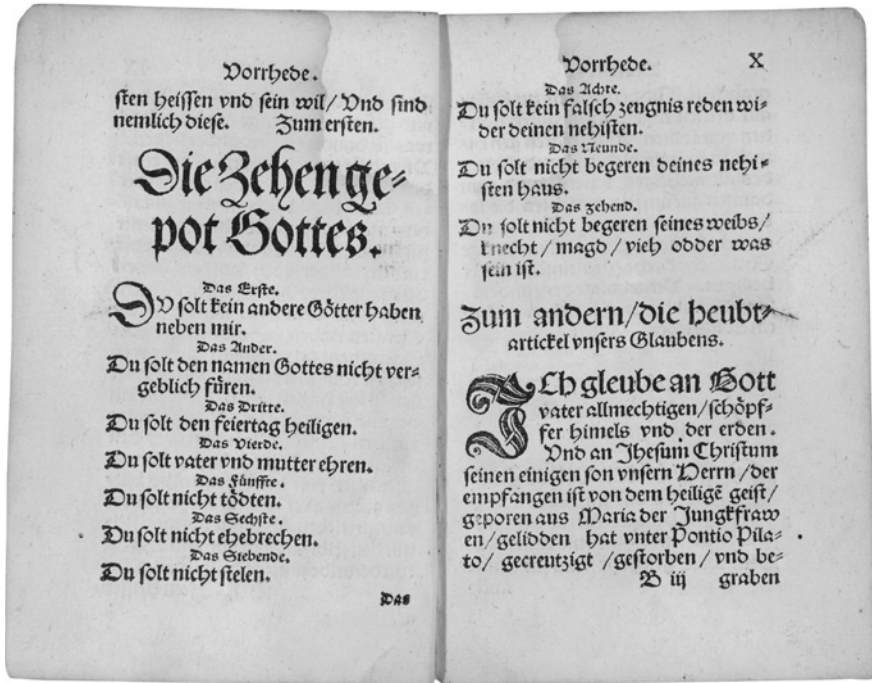 Vorrhede.
sten heissen vnd sein wil/ Vnd sind
nemlich diese. Zum ersten.
Die Zehen ge-
pot Gottes.
Das Erste.
DV solt kein andere Götter haben
neben mir.
Das Ander.
Du solt den namen Gottes nicht ver-
geblich füren.
Das Dritte.
Du solt den feiertag heiligen.
Das Vierde.
Du solt vater vnd mutter ehren.
Das Fünffte.
Du solt nicht tödten.
Das Sechste.
Du solt nicht ehebrechen.
Das Siebende.
Du solt nicht stelen.
Das
Vorrhede. X
Das Achte.
Du solt kein falsch zeugnis reden wi-
der deinen nehisten.
Das Neunde.
Du solt nicht begeren deines nehi-
sten haus.
Das zehend.
Du solt nicht begeren seines weibs/
knecht/ magd/ vieh odder was
sein ist.
Zum andern/die heubt-
artickel vnsers Glaubens.
ICh gleube an Gott
vater allmechtigen/schöpf-
fer himels vnd der erden.
Vnd an Jhesum Christum
seinen einigen son vnsern Herrn/der
empfangen ist von dem heiligē geist/
geporen aus Maria der Jungkfraw
en/gelidden hat vnter Pontio Pila-
to/ gecreutzigt /gestorben/ vnd be-
B iij graben